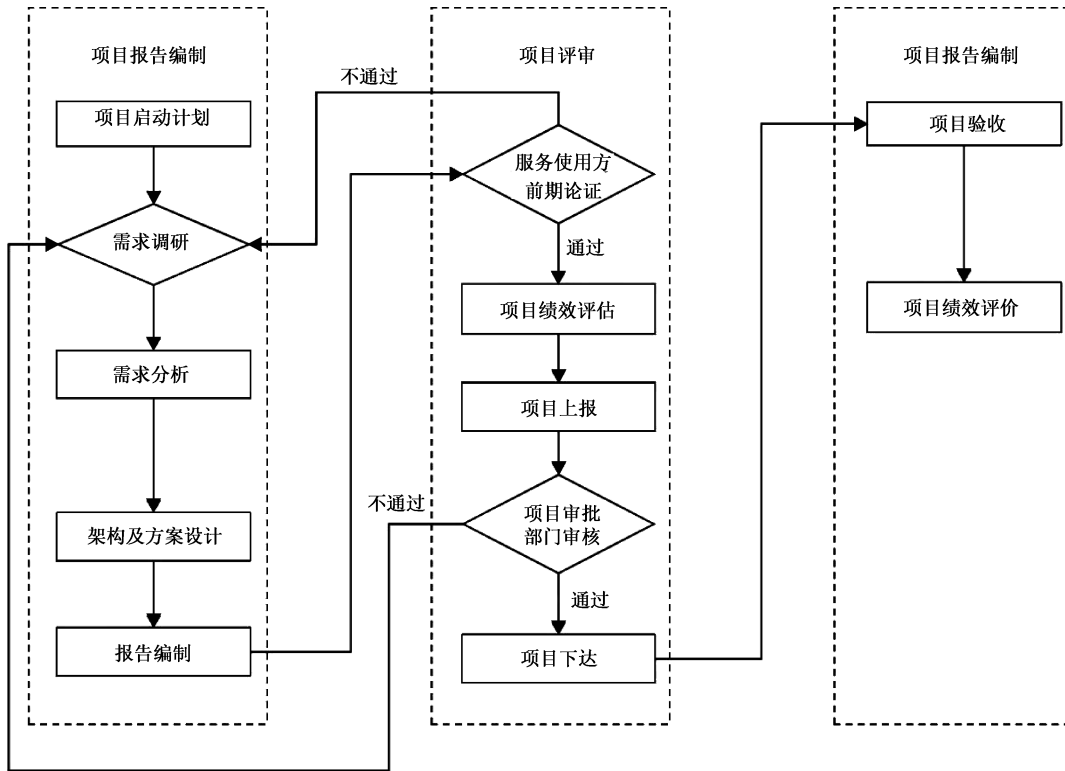 项目报告编制
项目启动计划
需求调研
需求分析
架构及方案设计
报告编制
不通过
不通过
项目评审
服务使用方
前期论证
通过
项目绩效评估
项目上报
项目审批
部门审核
通过
项目下达
项目报告编制
项目验收
项目绩效评价